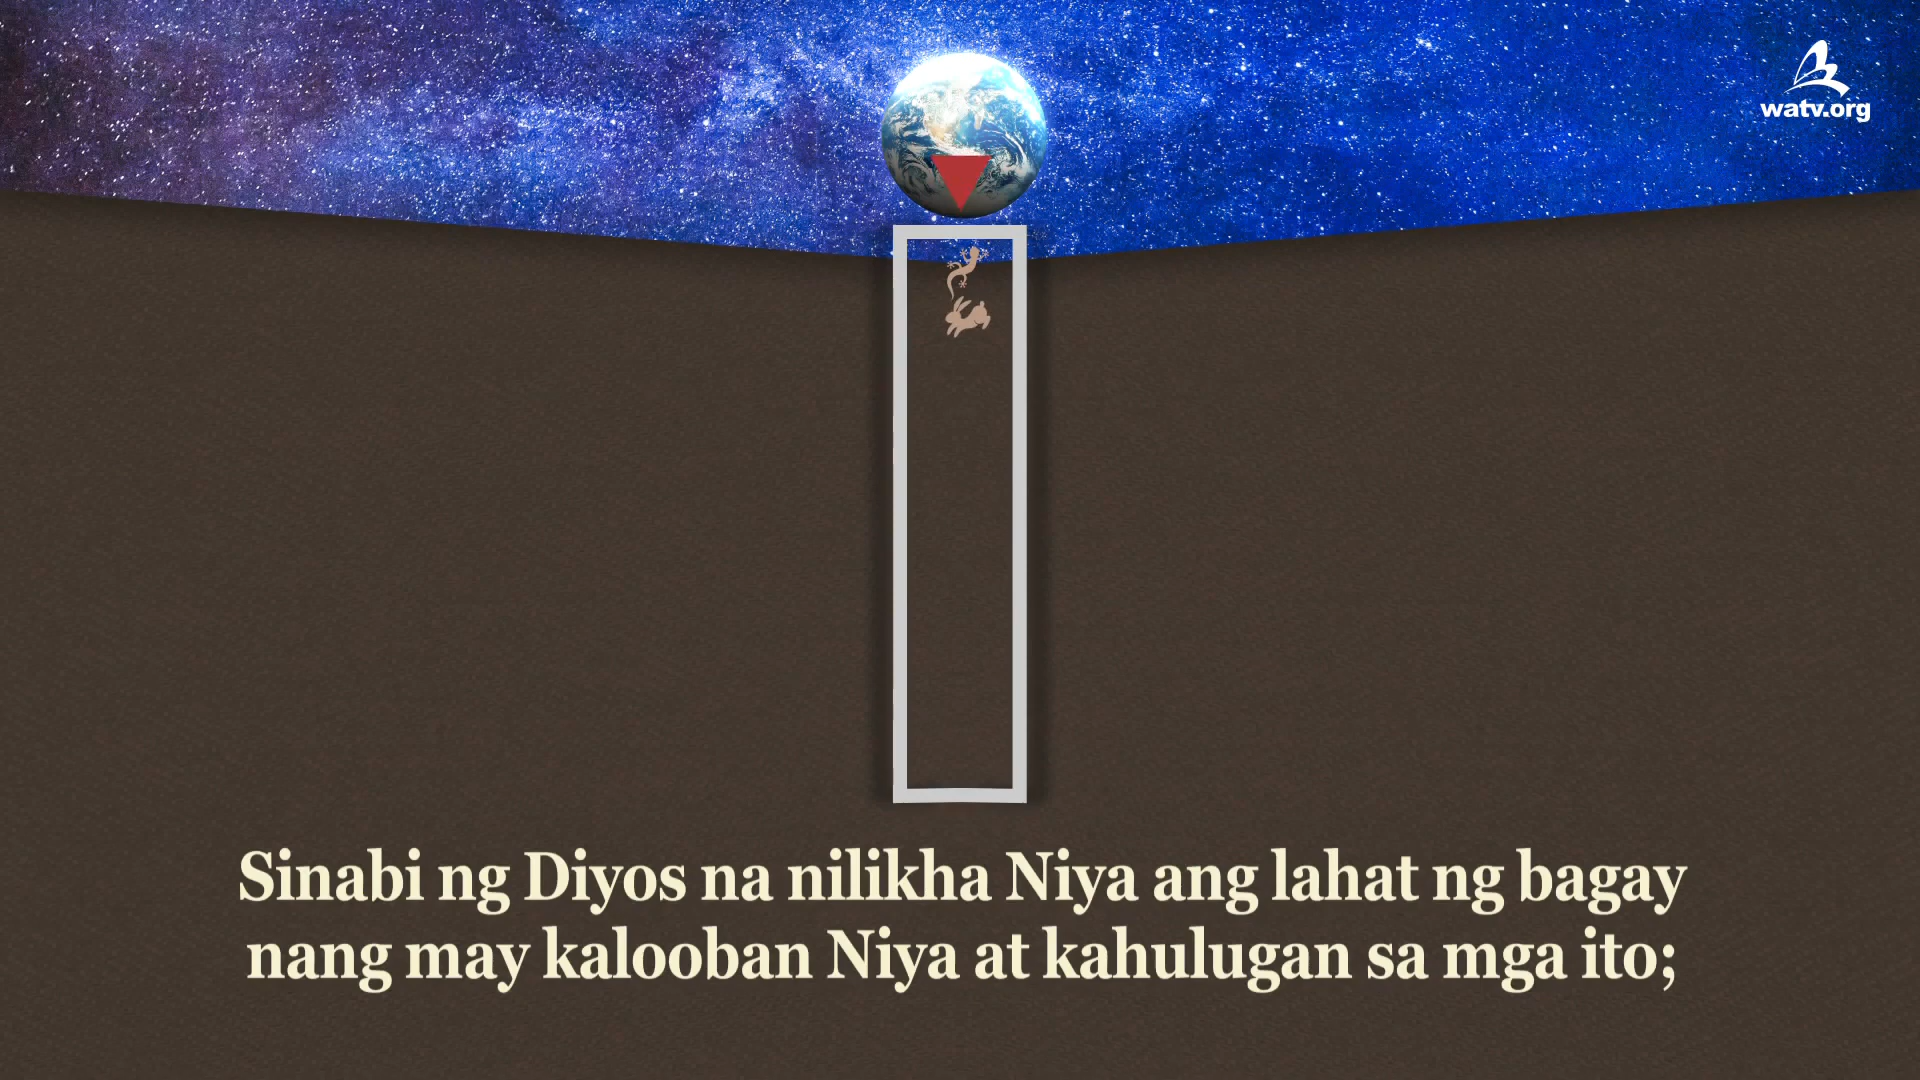 watv.org
Sinabi ng Diyos na nilikha Niya ang lahat ng bagay
nang may kalooban Niya at kahulugan sa mga ito;